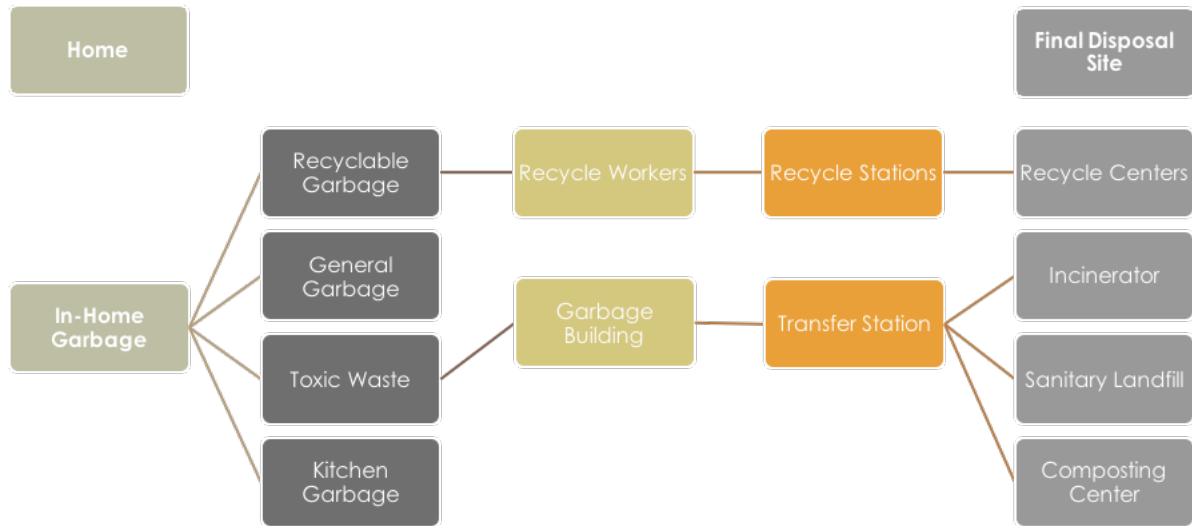 Home
Final Disposal
Site
Recyclable
Garbage
Recycle Workers
Recycle Stations
Recycle Centers
General
Garbage
Incinerator
In-Home
Garbage
Garbage
Building
Transfer Station
Toxic Waste
Sanitary Landfill
Kitchen
Garbage
Composting
Center